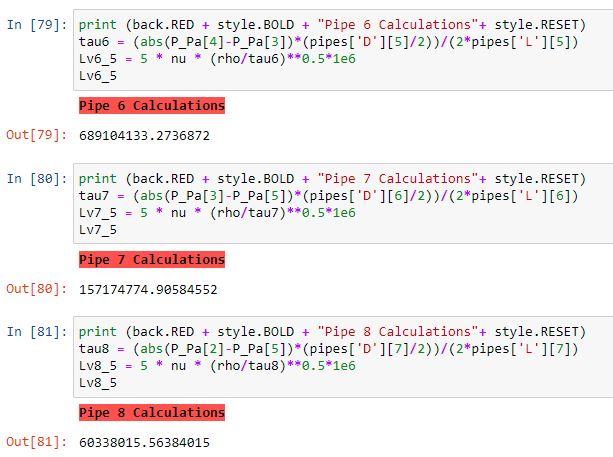 In [79]: print (back.RED + style.BOLD + "Pipe 6 Calculations"+ style.RESET)
tau6 = (abs(P_Pa[4]-P_Pa[3])*(pipes['D'][5]/2))/(2*pipes['L'][5])
Lv6_5 = 5 * nu * (rho/tau6)**0.5*1e6
Lv6_5
Pipe 6 Calculations
Out[79]: 689104133.2736872
In [80]: print (back.RED + style.BOLD + "Pipe 7 Calculations"+ style.RESET)
tau7 = (abs(P_Pa[3]-P_Pa[5])*(pipes['D'][6]/2))/(2*pipes['L'][6])
Lv7_5 = 5 * nu * (rho/tau7)**0.5*1e6
Lv7_5
Pipe 7 Calculations
Out[80]: 157174774.90584552
In [81]: print (back.RED + style.BOLD + "Pipe 8 Calculations"+ style.RESET)
tau8 = (abs(P_Pa[2]-P_Pa[5])*(pipes['D'][7]/2))/(2*pipes['L'][7])
Lv8_5 = 5 * nu * (rho/tau8)**0.5*1e6
Lv8_5
Pipe 8 Calculations
Out[81]: 60338015.56384015